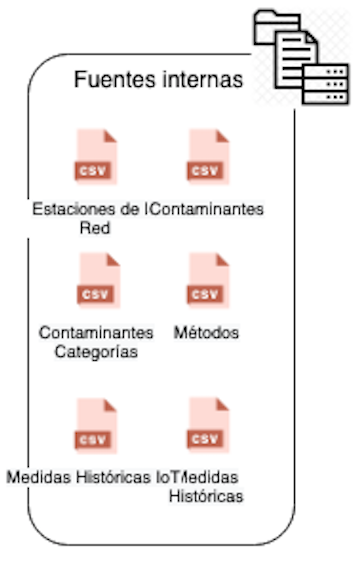 Fuentes internas
CSV
CSV
Estaciones de
Red
Contaminantes
CSV
CSV
Contaminantes
Categorías
Métodos
CSV
CSV
Medidas Históricas IoT
Medidas
Históricas